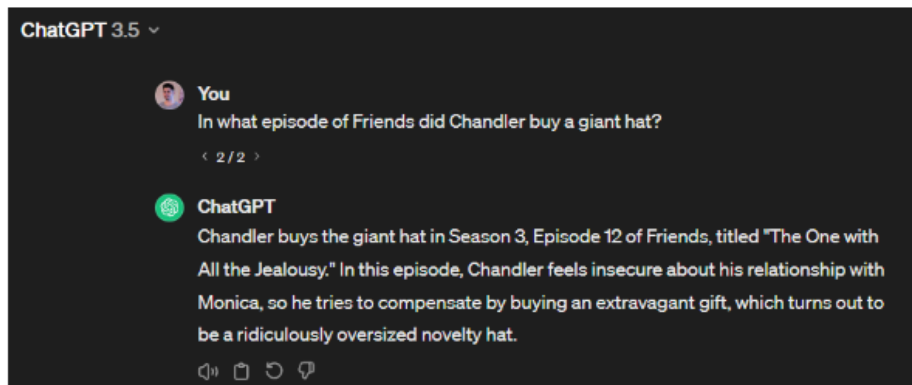 ChatGPT 3.5
You
In what episode of Friends did Chandler buy a giant hat?
< 2/2 >
ChatGPT
Chandler buys the giant hat in Season 3, Episode 12 of Friends, titled "The One with
All the Jealousy." In this episode, Chandler feels insecure about his relationship with
Monica, so he tries to compensate by buying an extravagant gift, which turns out to
be a ridiculously oversized novelty hat.